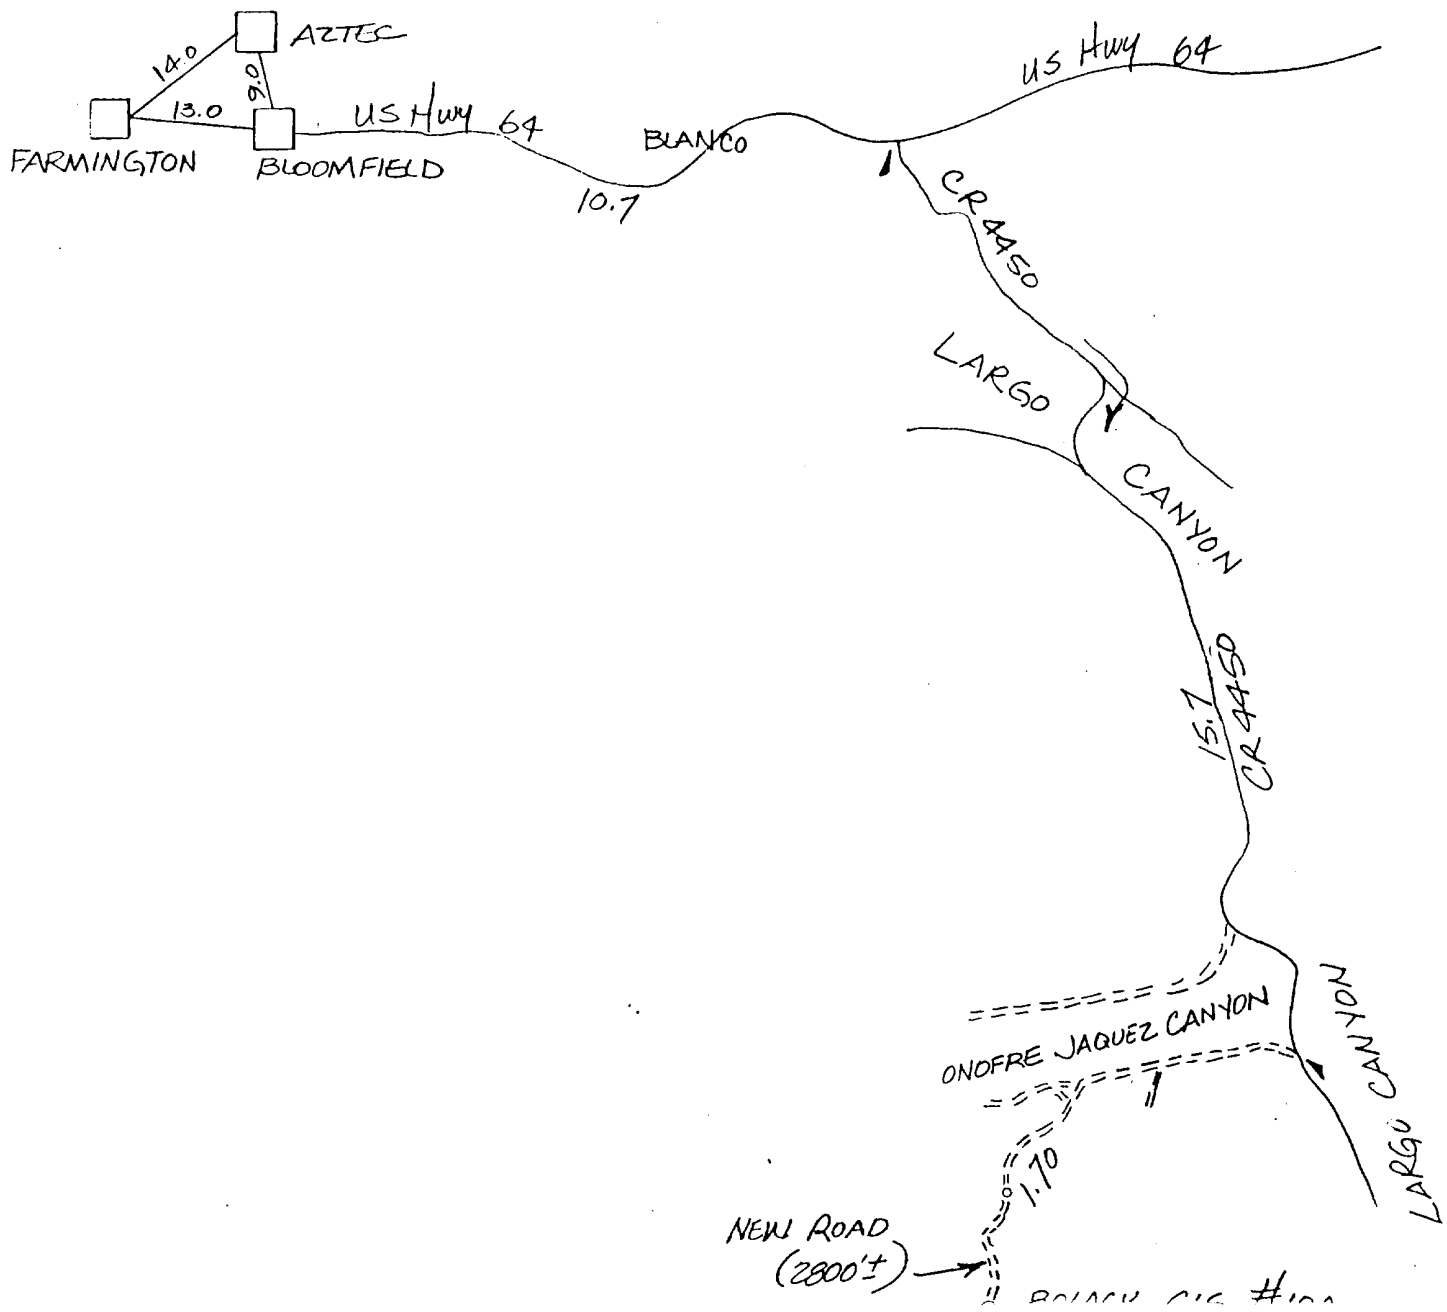 AZTEC
14.0
9.0
13.0
FARMINGTON
BLOOMFIELD
US Hwy 64
10.7
BLANCO
US Hwy 64
CR 4450
LARGO
CANYON
15.7
CR 4450
ONOFRE JAQUEZ CANYON
LARGO CANYON
1.70
NEW ROAD
(2800'±)